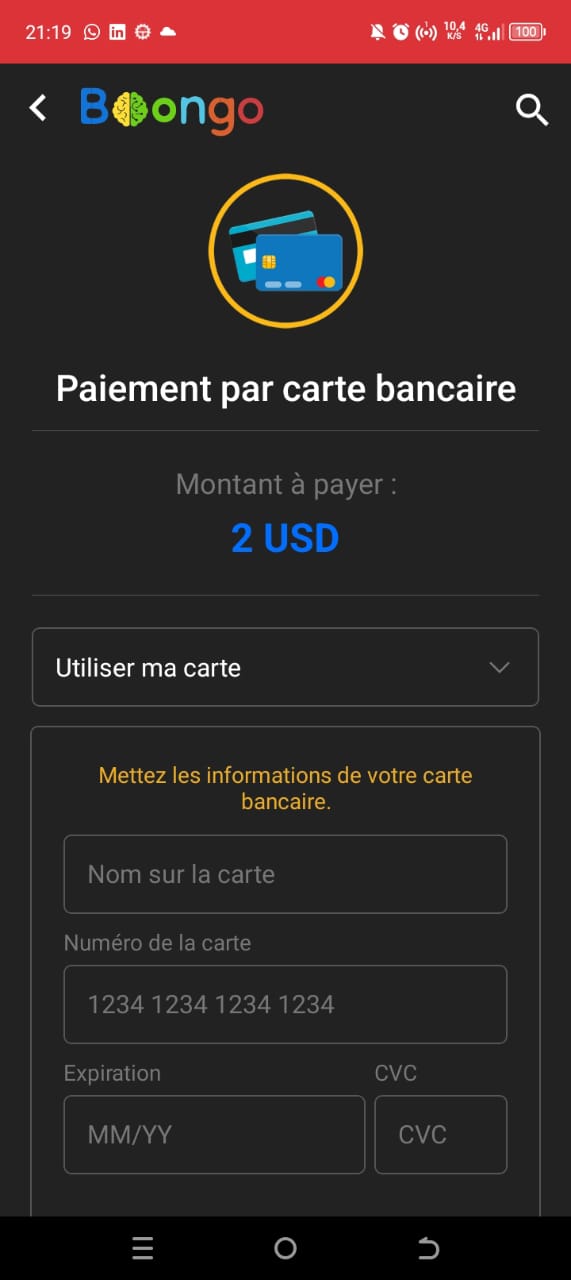 21:19
10,4
K/S
4G
100
Boongo
Paiement par carte bancaire
Montant à payer :
2 USD
Utiliser ma carte
Mettez les informations de votre carte
bancaire.
Nom sur la carte
Numéro de la carte
1234 1234 1234 1234
Expiration
CVC
MM/YY
CVC